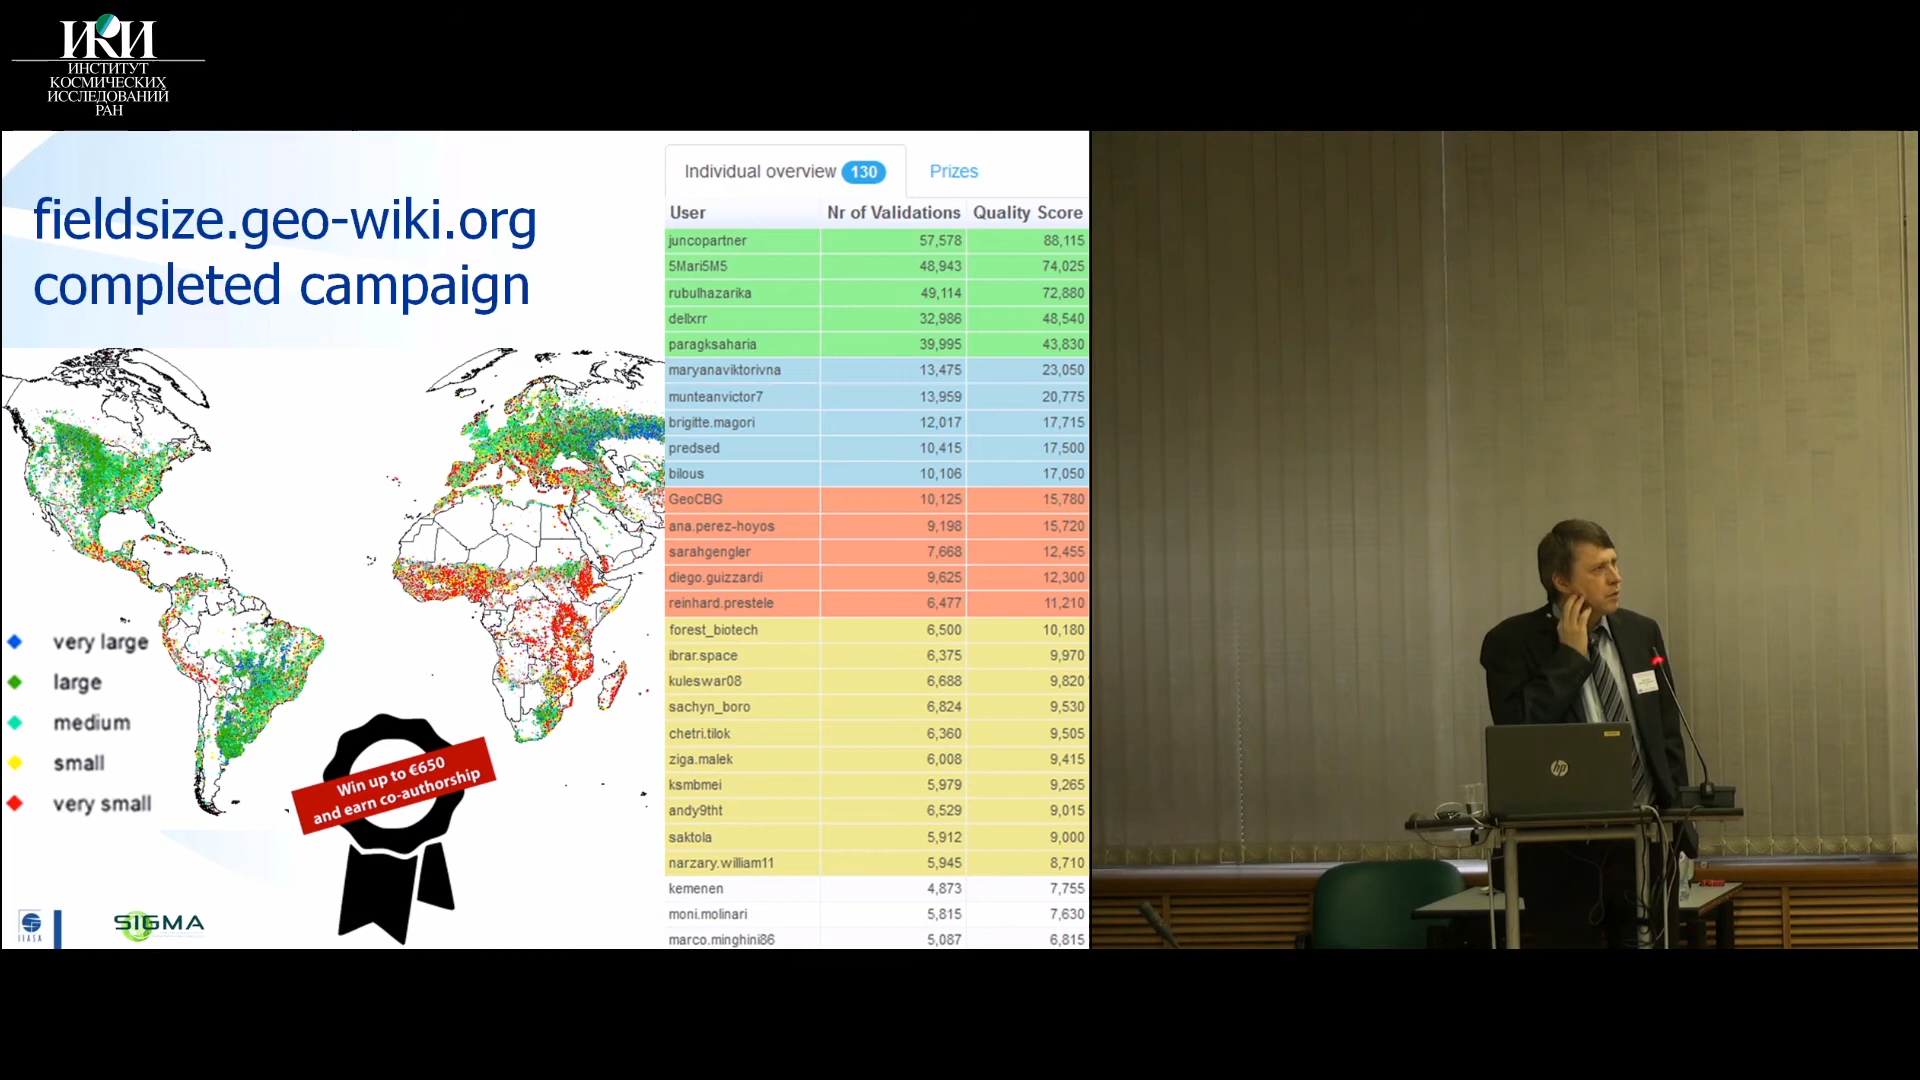 ИКИ
ИНСТИТУТ
КОСМИЧЕСКИХ
ИССЛЕДОВАНИЙ
РАН
fieldsize.geo-wiki.org
completed campaign
very large
large
medium
small
very small
Win up to €650
and earn co-authorship
IIASA
SIGMA
Individual overview 130 Prizes
User Nr of Validations Quality Score
juncopartner 57,578 88,115
5Mari5M5 48,943 74,025
rubulhazarika 49,114 72,880
dellxrr 32,986 48,540
paragksaharia 39,995 43,830
maryanaviktorivna 13,475 23,050
munteanvictor7 13,959 20,775
brigitte.magori 12,017 17,715
predsed 10,415 17,500
bilous 10,106 17,050
GeoCBG 10,125 15,780
ana.perez-hoyos 9,198 15,720
sarahgengler 7,668 12,455
diego.guizzardi 9,625 12,300
reinhard.prestele 6,477 11,210
forest_biotech 6,500 10,180
ibrar.space 6,375 9,970
kuleswar08 6,688 9,820
sachyn_boro 6,824 9,530
chetri.tilok 6,360 9,505
ziga.malek 6,008 9,415
ksmbmei 5,979 9,265
andy9tht 6,529 9,015
saktola 5,912 9,000
narzary.william11 5,945 8,710
kemenen 4,873 7,755
moni.molinari 5,815 7,630
marco.minghini86 5,087 6,815
hp